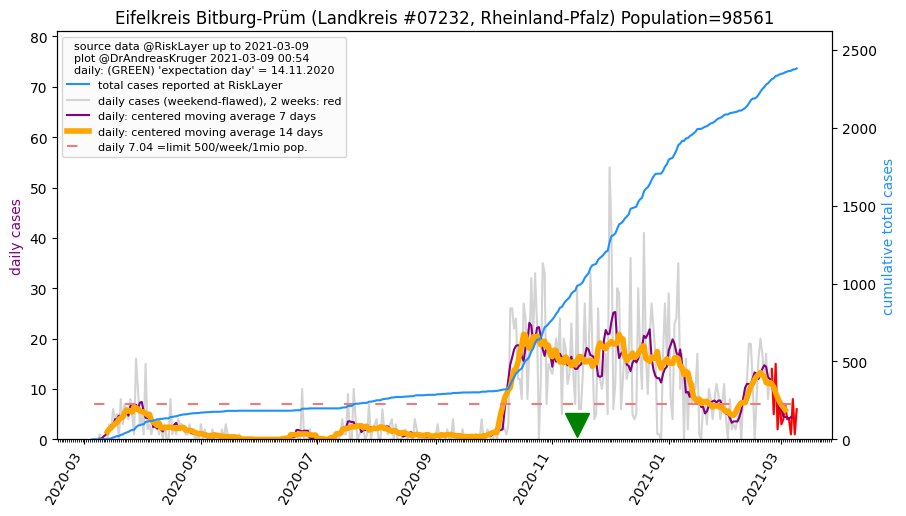 Eifelkreis Bitburg-Prüm (Landkreis #07232, Rheinland-Pfalz) Population=98561
source data @RiskLayer up to 2021-03-09
plot @DrAndreasKruger 2021-03-09 00:54
daily: (GREEN) 'expectation day' = 14.11.2020
total cases reported at RiskLayer
daily cases (weekend-flawed), 2 weeks: red
daily: centered moving average 7 days
daily: centered moving average 14 days
daily 7.04 =limit 500/week/1mio pop.
daily cases
80
70
60
50
40
30
20
10
0
cumulative total cases
2500
2000
1500
1000
500
0
2020-03
2020-05
2020-07
2020-09
2020-11
2021-01
2021-03